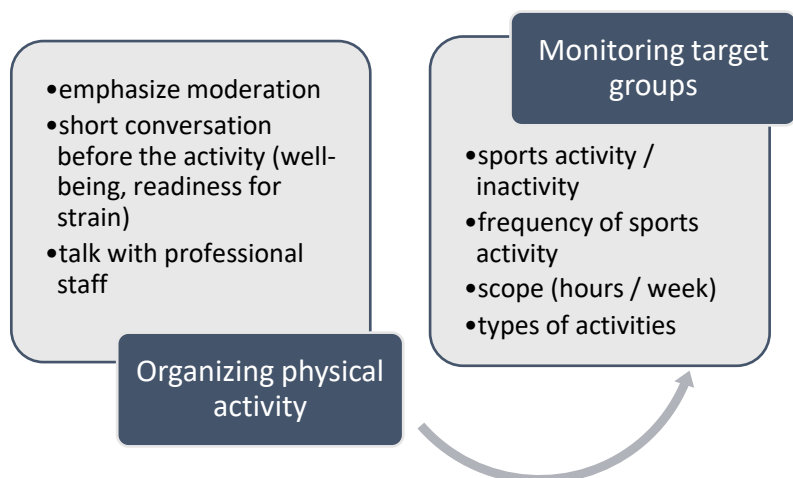 •emphasize moderation
•short conversation
before the activity (well-
being, readiness for
strain)
•talk with professional
staff
Organizing physical
activity
Monitoring target
groups
•sports activity /
inactivity
•frequency of sports
activity
•scope (hours / week)
•types of activities